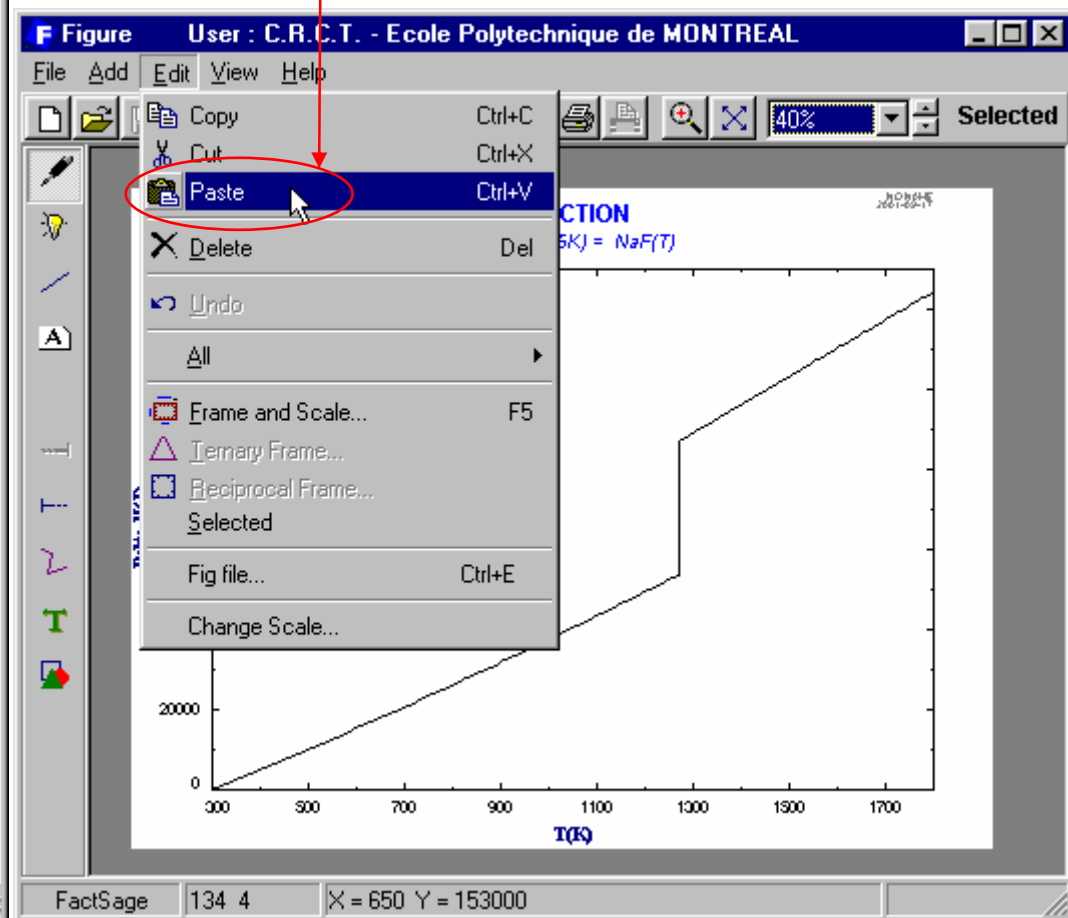 Figure User : C.R.C.T. - Ecole Polytechnique de MONTREAL
File Add Edit View Help
40% Selected
Copy Ctrl+C
Cut Ctrl+X
Paste Ctrl+V
CTION
5K) = NaF(T)
Delete Del
Undo
A
All
Frame and Scale... F5
Ternary Frame...
Reciprocal Frame...
Selected
Fig file... Ctrl+E
T
Change Scale...
20000
0
300 500 700 900 1100 1300 1500 1700
T(K)
FactSage 134 4 X = 650 Y = 153000